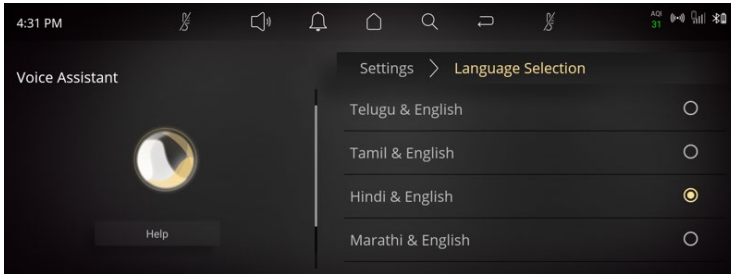 4:31 PM
AQI
31
Voice Assistant
Settings > Language Selection
Telugu & English
Tamil & English
Hindi & English
Marathi & English
Help